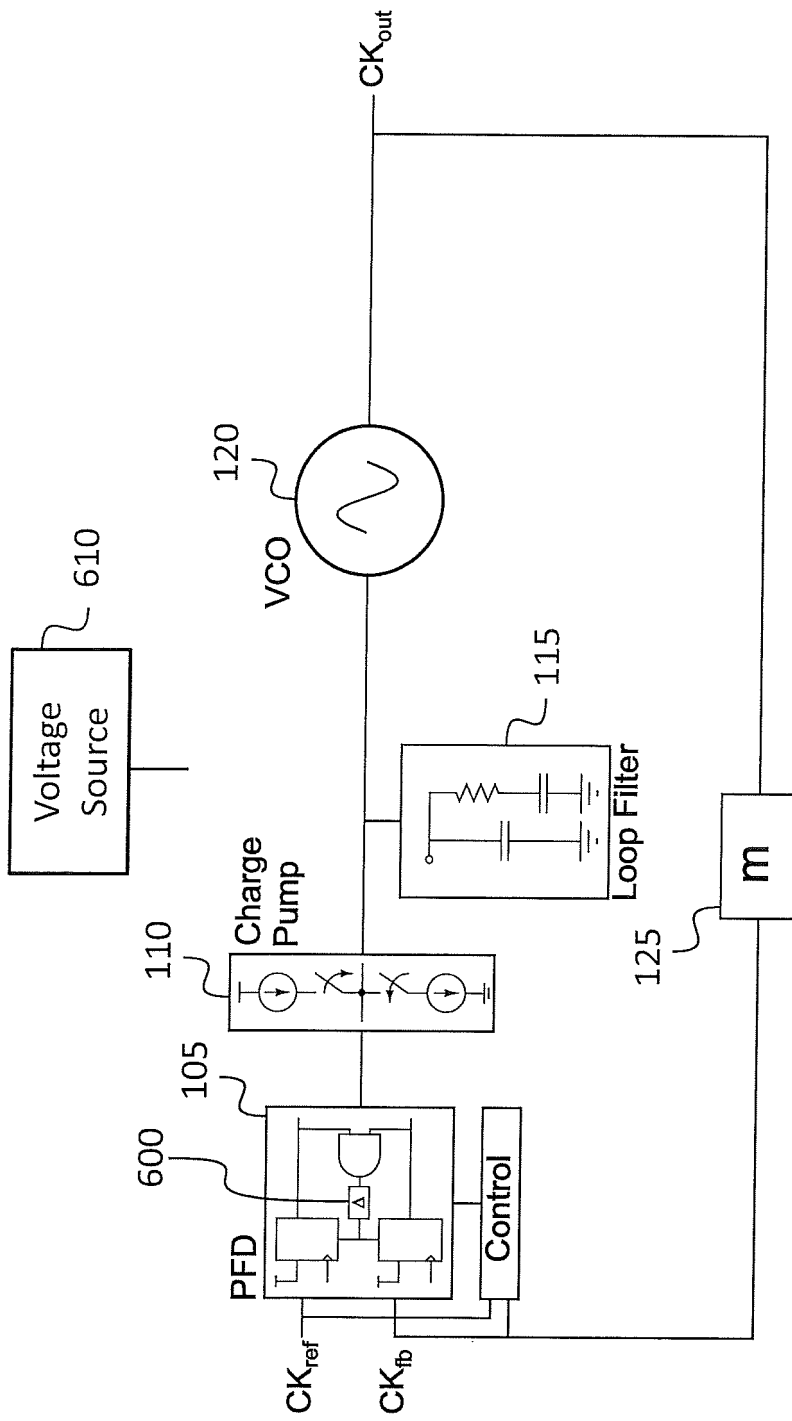 Voltage
Source
610
120
VCO
CK_out
110
Charge
Pump
105
600
PFD
Δ
CK_ref
CK_fb
Control
115
Loop Filter
125
m